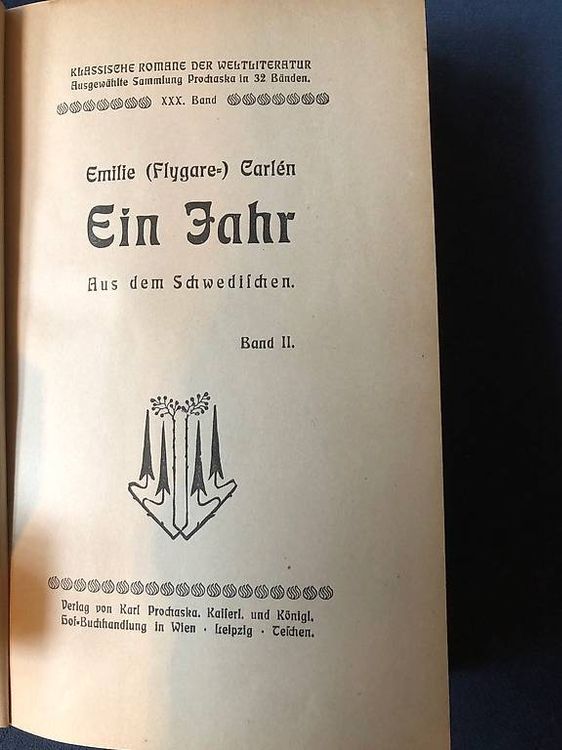 KLASSISCHE ROMANE DER WELTLITERATUR
Ausgewählte Sammlung Prochaska in 32 Bänden.
XXX. Band
Emilie (Flygare-) Carlén
Ein Jahr
Aus dem Schwediſchen.
Band II.
Verlag von Karl Prochaska. Kaiſerl. und Königl.
Hof-Buchhandlung in Wien · Leipzig · Teſchen.